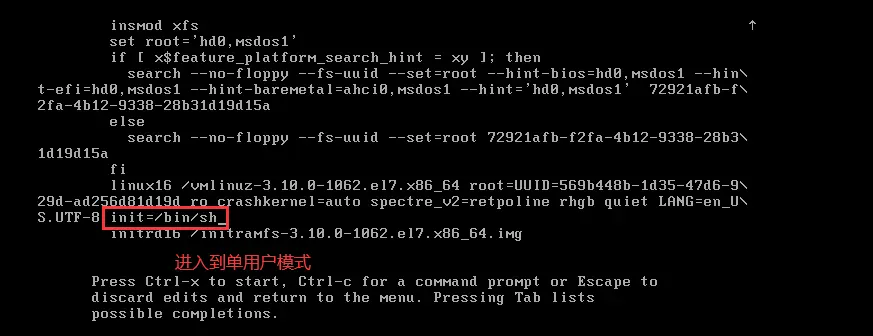 insmod xfs ↑
set root='hd0,msdos1'
if [ x$feature_platform_search_hint = xy ]; then
search --no-floppy --fs-uuid --set=root --hint-bios=hd0,msdos1 --hin\
t-efi=hd0,msdos1 --hint-baremetal=ahci0,msdos1 --hint='hd0,msdos1' 72921afb-f\
2fa-4b12-9338-28b31d19d15a
else
search --no-floppy --fs-uuid --set=root 72921afb-f2fa-4b12-9338-28b3\
1d19d15a
fi
linux16 /vmlinuz-3.10.0-1062.el7.x86_64 root=UUID=569b448b-1d35-47d6-9\
29d-ad256d81d19d ro crashkernel=auto spectre_v2=retpoline rhgb quiet LANG=en_U\
S.UTF-8 init=/bin/sh_
initrd16 /initramfs-3.10.0-1062.el7.x86_64.img
进入到单用户模式
Press Ctrl-x to start, Ctrl-c for a command prompt or Escape to
discard edits and return to the menu. Pressing Tab lists
possible completions.